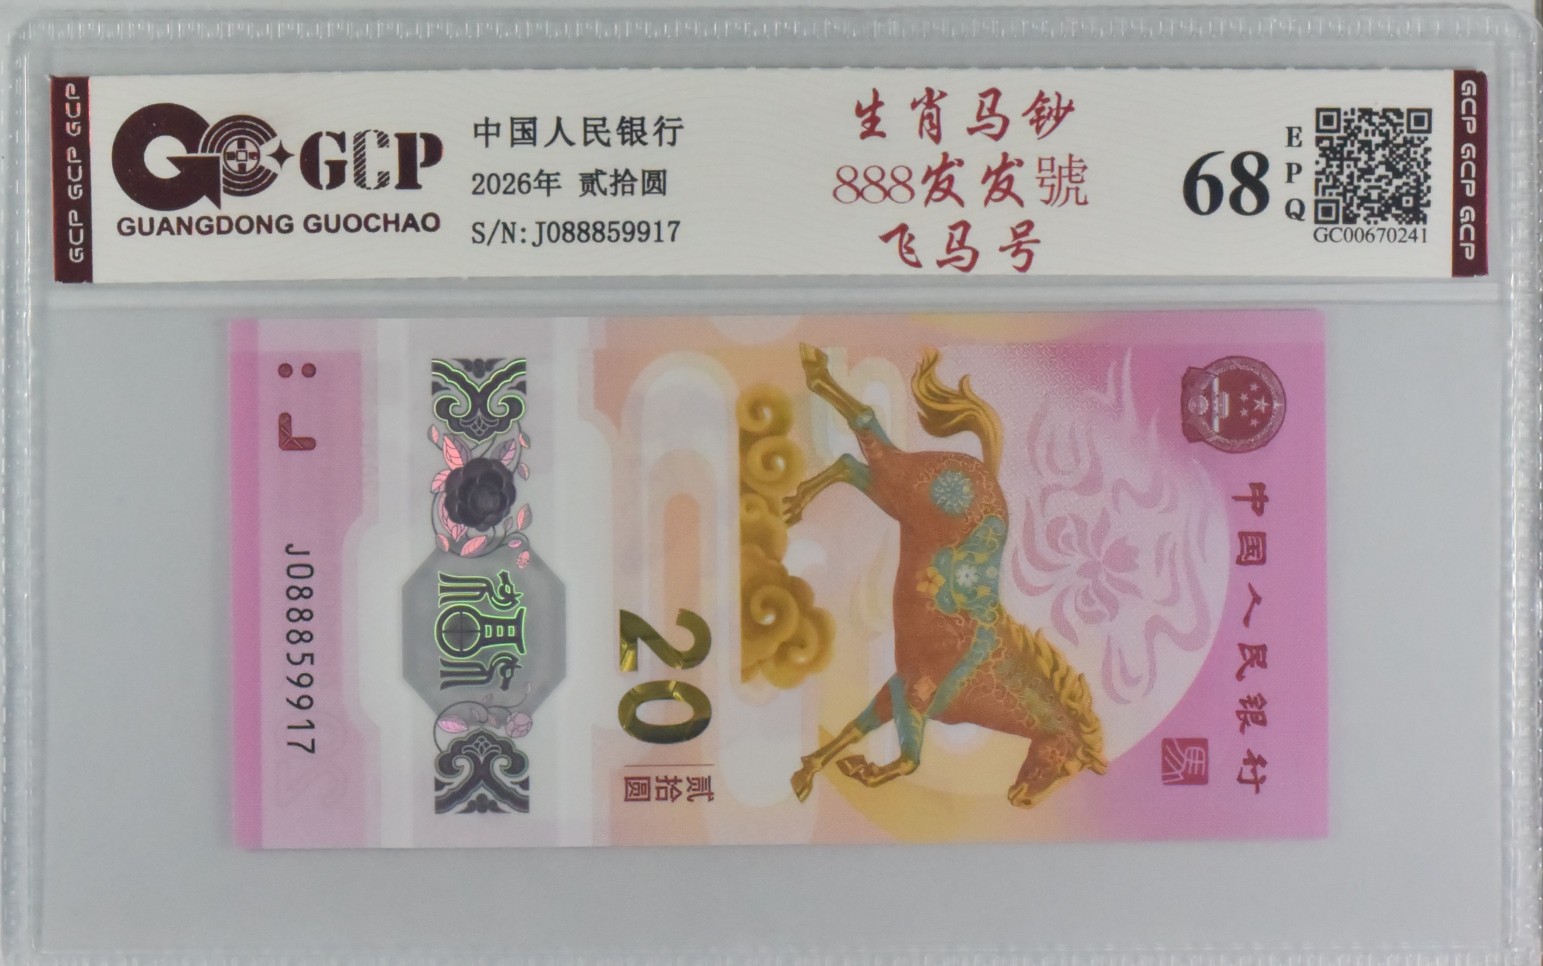 GCP GCP GCP
GCP
GUANGDONG GUOCHAO
中国人民银行
2026年 贰拾圆
S/N:J088859917
生肖马钞
888发发號
飞马号
68
EPQ
GC00670241
GCP GCP GCP
中国人民银行
馬
20
贰拾圆
福
J088859917